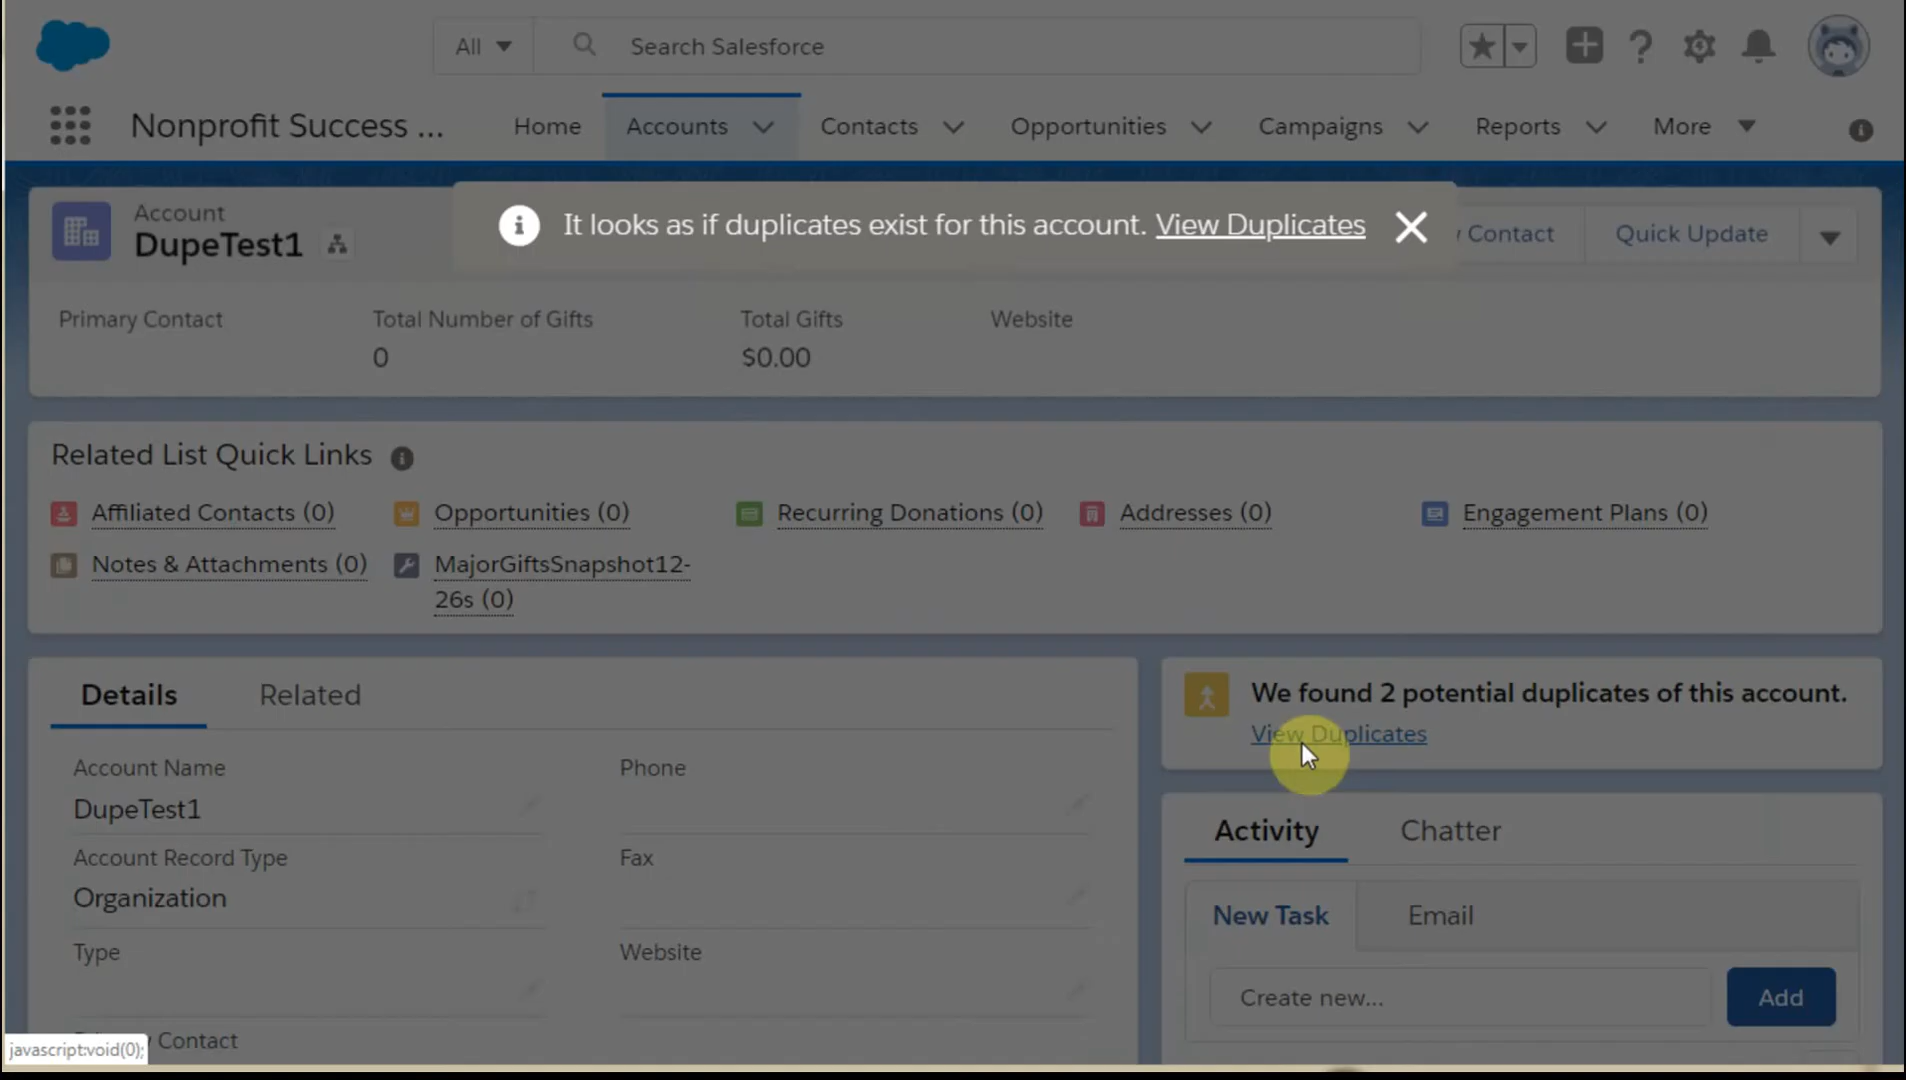 All
Search Salesforce
Nonprofit Success ...
Home
Accounts
Contacts
Opportunities
Campaigns
Reports
More
Account
DupeTest1
It looks as if duplicates exist for this account. View Duplicates
Contact
Quick Update
Primary Contact
Total Number of Gifts
Total Gifts
Website
0
$0.00
Related List Quick Links
Affiliated Contacts (0)
Opportunities (0)
Recurring Donations (0)
Addresses (0)
Engagement Plans (0)
Notes & Attachments (0)
MajorGiftsSnapshot12-
26s (0)
Details
Related
We found 2 potential duplicates of this account.
View Duplicates
Account Name
Phone
DupeTest1
Account Record Type
Fax
Organization
Type
Website
Contact
Activity
Chatter
New Task
Email
Create new...
Add
javascript:void(0);